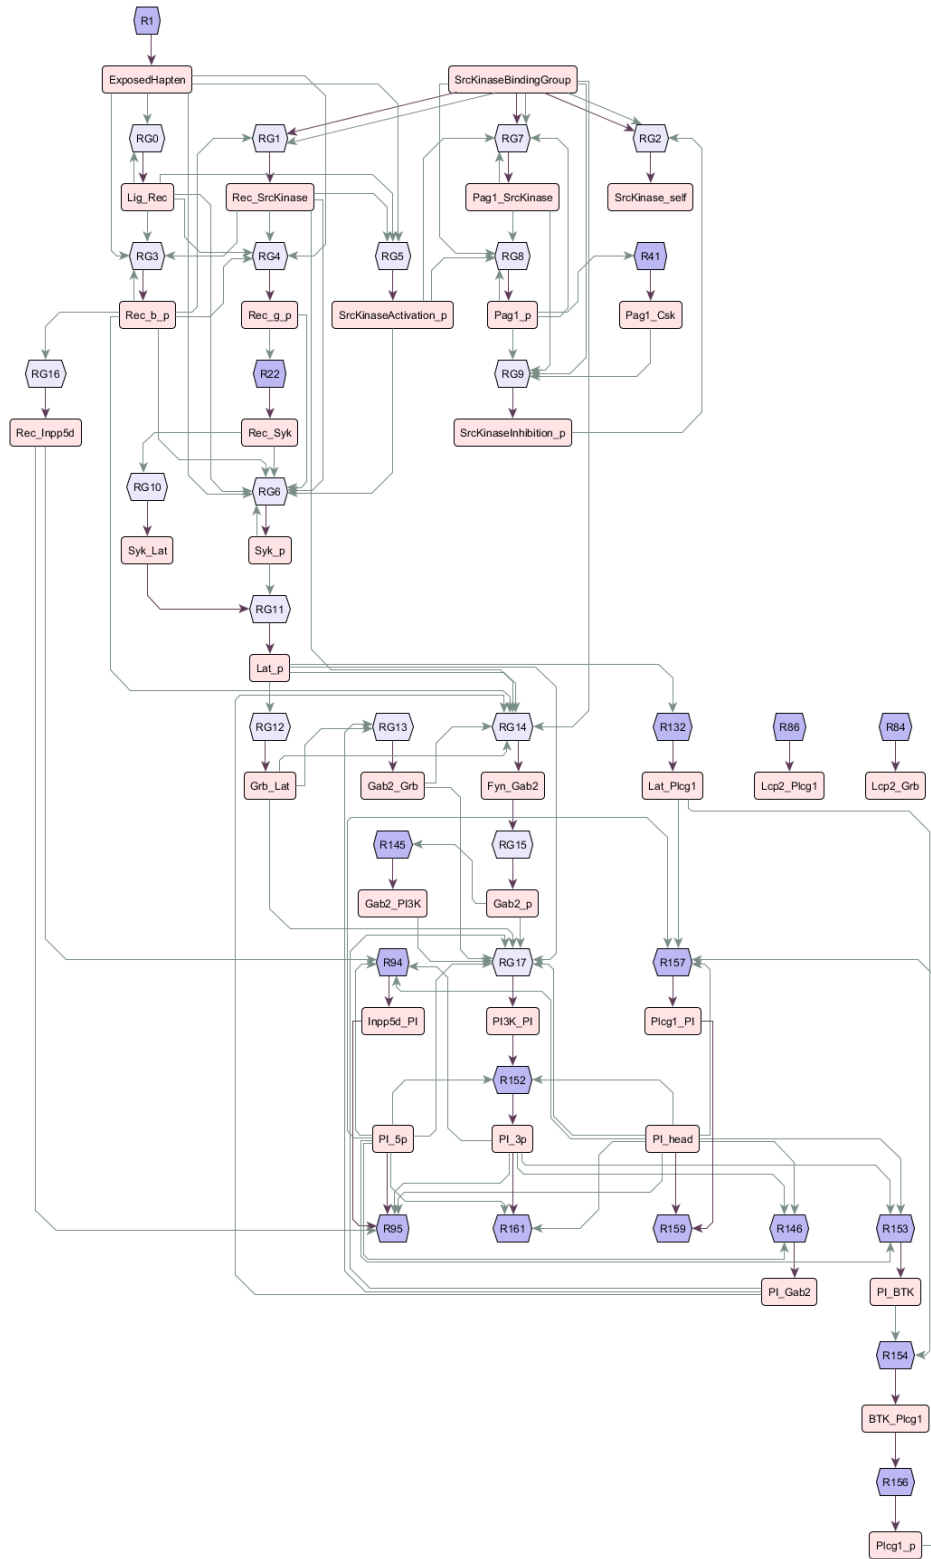 R1
ExposedHapten
SrcKinaseBindingGroup
RG0
RG1
RG7
RG2
Lig_Rec
Rec_SrcKinase
Pag1_SrcKinase
SrcKinase_self
RG3
RG4
RG5
RG8
R41
Rec_b_p
Rec_g_p
SrcKinaseActivation_p
Pag1_p
Pag1_Csk
RG16
R22
RG9
Rec_Inpp5d
Rec_Syk
SrcKinaseInhibition_p
RG10
RG6
Syk_Lat
Syk_p
RG11
Lat_p
RG12
RG13
RG14
R132
R86
R84
Grb_Lat
Gab2_Grb
Fyn_Gab2
Lat_Plcg1
Lcp2_Plcg1
Lcp2_Grb
R145
RG15
Gab2_PI3K
Gab2_p
R94
RG17
R157
Inpp5d_PI
PI3K_PI
Plcg1_PI
R152
PI_5p
PI_3p
PI_head
R95
R161
R159
R146
R153
PI_Gab2
PI_BTK
R154
BTK_Plcg1
R156
Plcg1_p